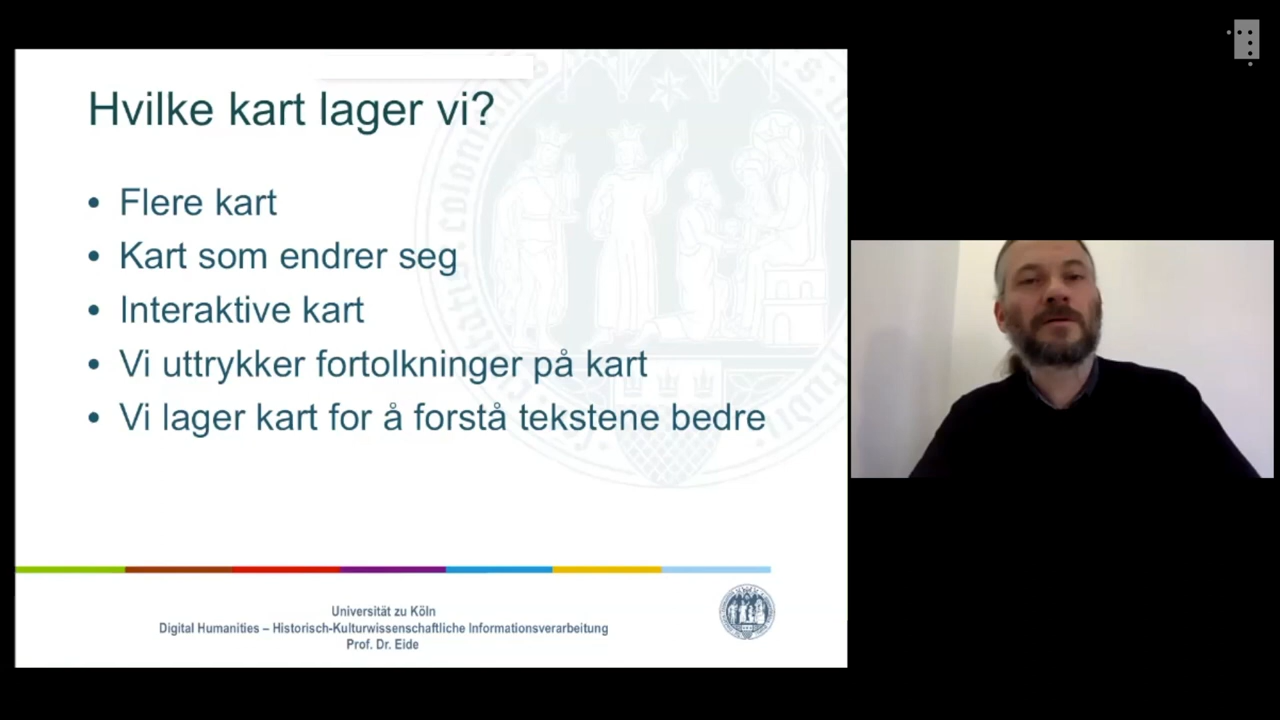 Hvilke kart lager vi?
• Flere kart
• Kart som endrer seg
• Interaktive kart
• Vi uttrykker fortolkninger på kart
• Vi lager kart for å forstå tekstene bedre
Universität zu Köln
Digital Humanities – Historisch-Kulturwissenschaftliche Informationsverarbeitung
Prof. Dr. Eide